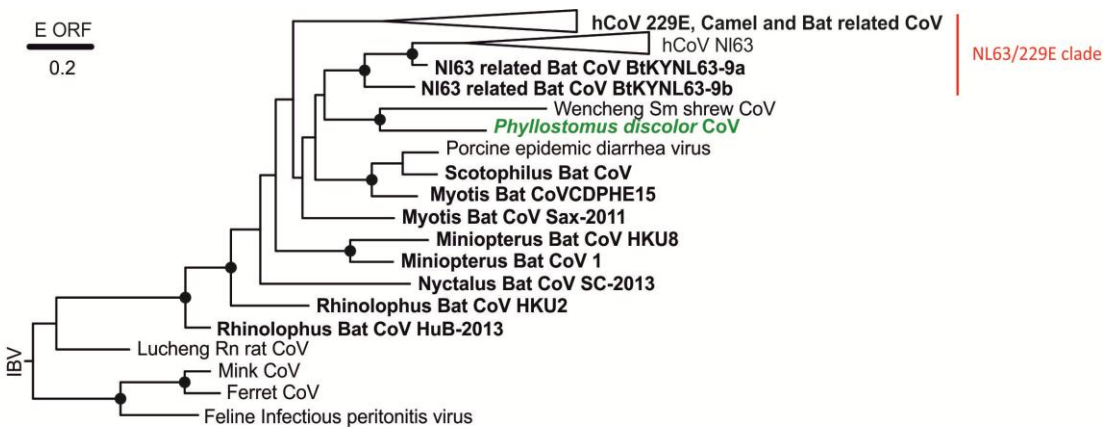 E ORF
0.2
hCoV 229E, Camel and Bat related CoV
hCoV Nl63
Nl63 related Bat CoV BtKYNL63-9a
Nl63 related Bat CoV BtKYNL63-9b
NL63/229E clade
Wencheng Sm shrew CoV
Phyllostomus discolor CoV
Porcine epidemic diarrhea virus
Scotophilus Bat CoV
Myotis Bat CoVCDPHE15
Myotis Bat CoV Sax-2011
Miniopterus Bat CoV HKU8
Miniopterus Bat CoV 1
Nyctalus Bat CoV SC-2013
Rhinolophus Bat CoV HKU2
Rhinolophus Bat CoV HuB-2013
Lucheng Rn rat CoV
IBV
Mink CoV
Ferret CoV
Feline Infectious peritonitis virus